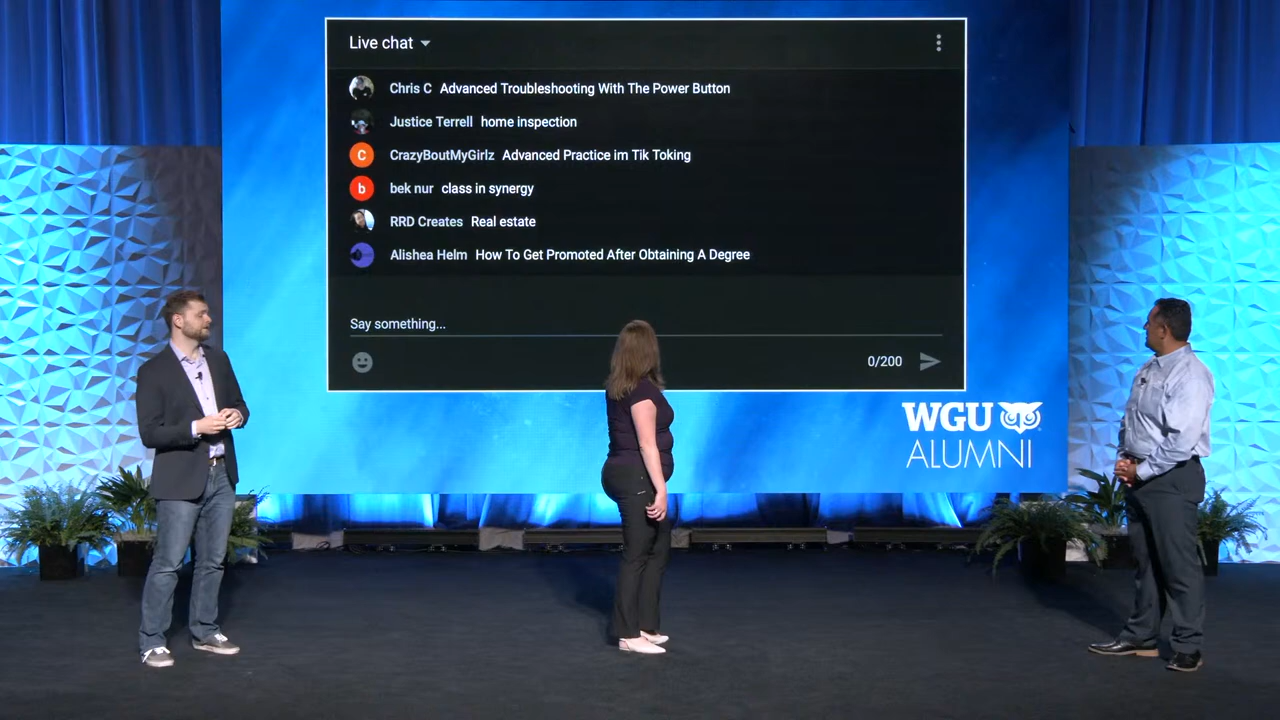 Live chat
Chris C Advanced Troubleshooting With The Power Button
Justice Terrell home inspection
C CrazyBoutMyGirlz Advanced Practice im Tik Toking
b bek nur class in synergy
RRD Creates Real estate
Alishea Helm How To Get Promoted After Obtaining A Degree
Say something...
0/200
WGU
ALUMNI